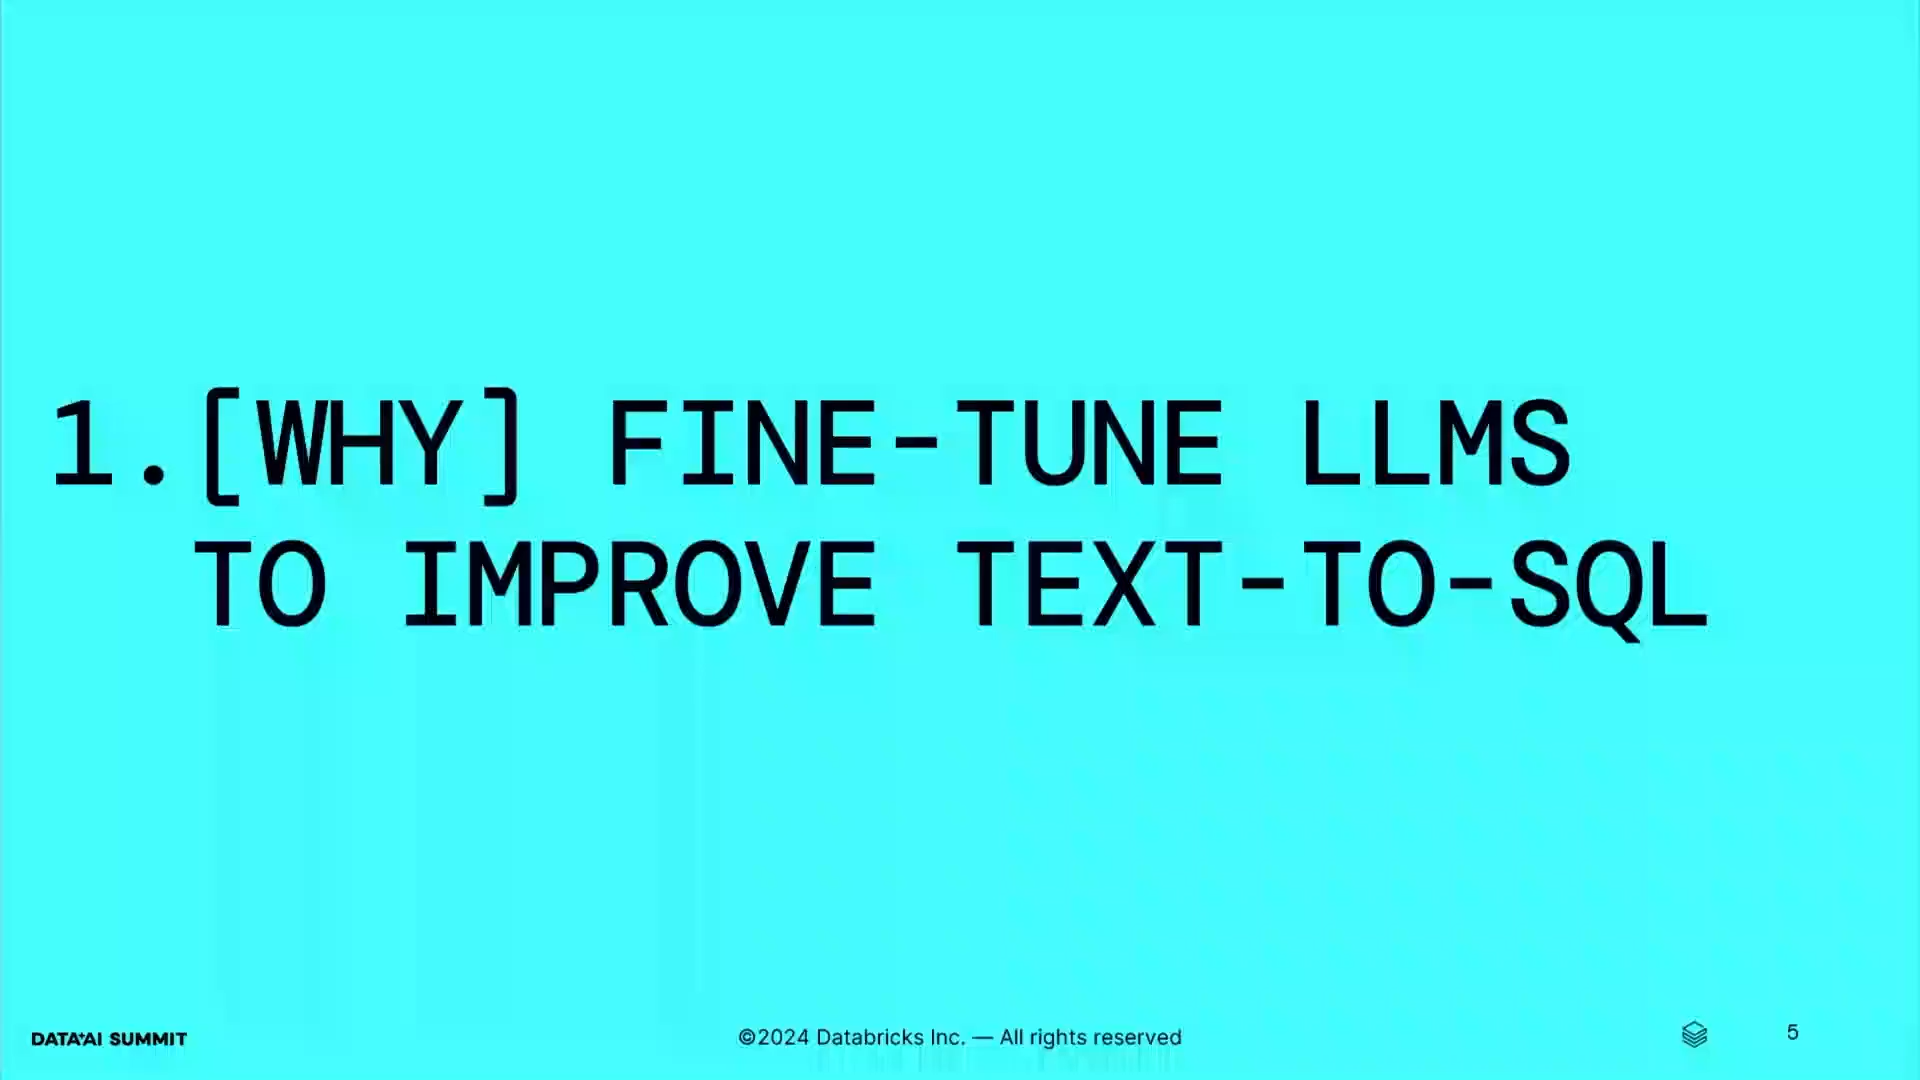 1.[WHY] FINE-TUNE LLMS
TO IMPROVE TEXT-TO-SQL
DATA+AI SUMMIT
©2024 Databricks Inc. — All rights reserved
5